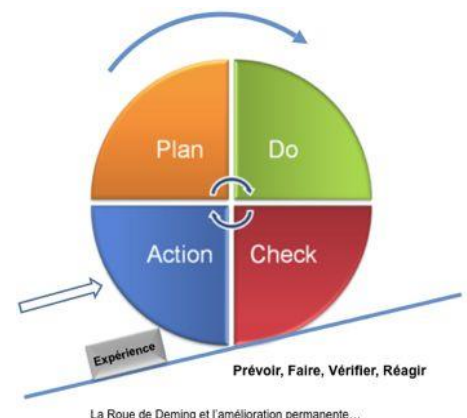 Plan
Do
Action
Check
Expérience
Prévoir, Faire, Vérifier, Réagir
La Roue de Deming et l'amélioration permanente...